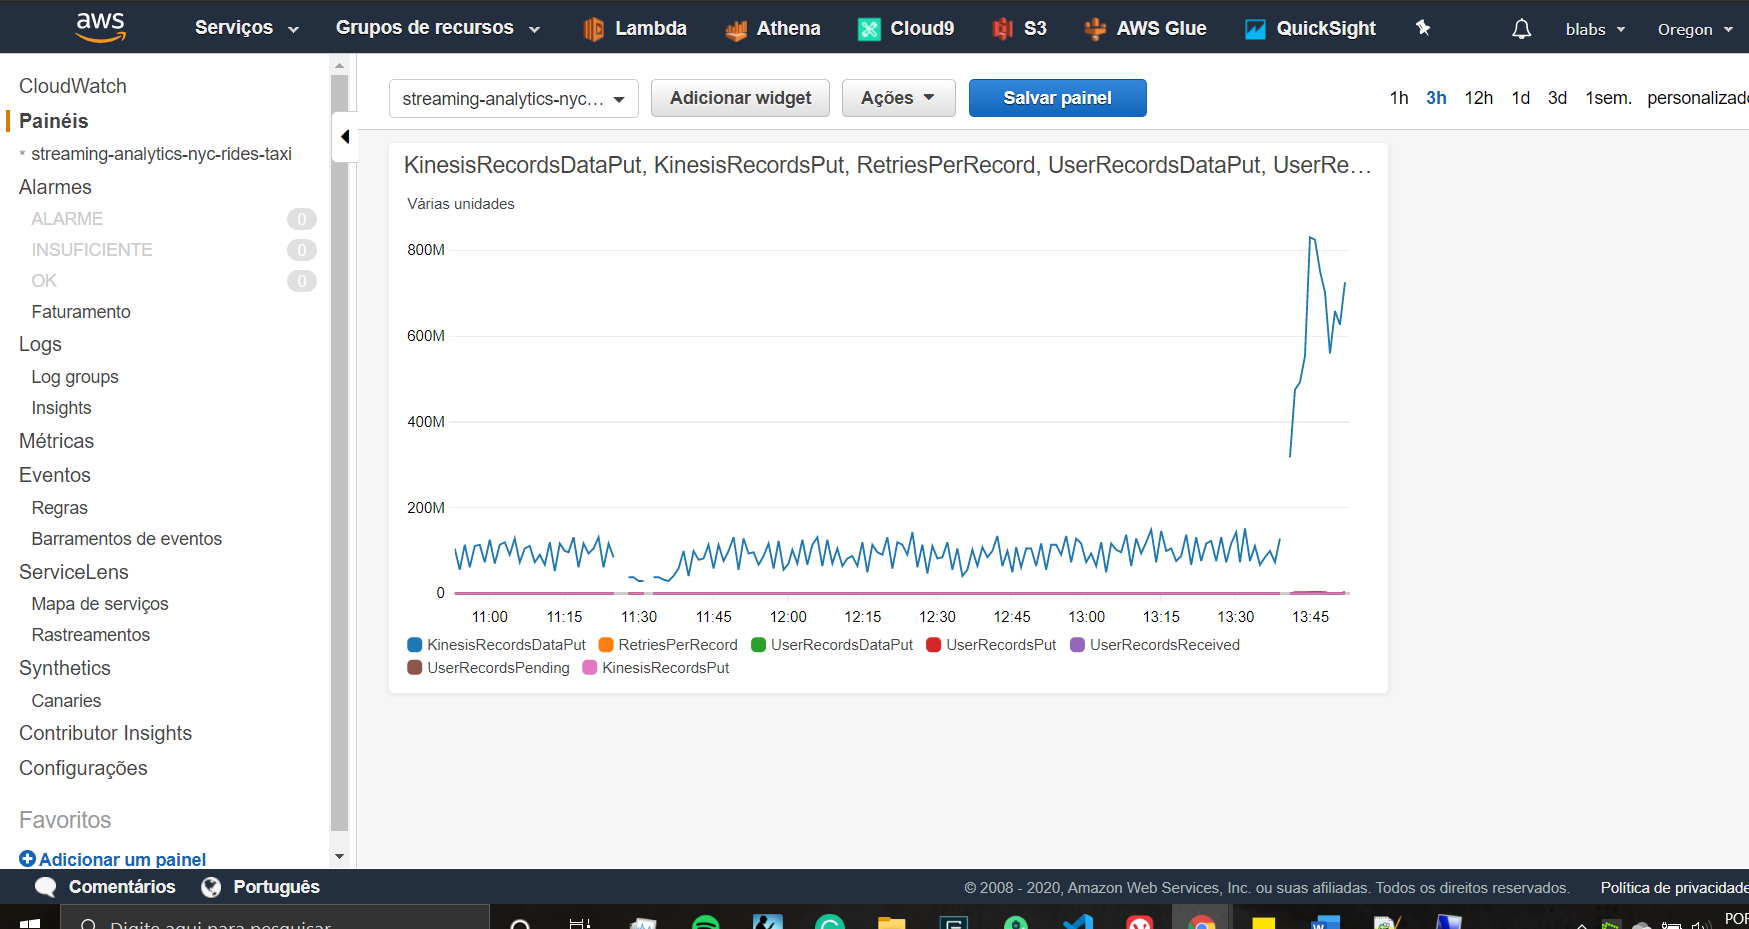 aws Serviços Grupos de recursos Lambda Athena Cloud9 S3 AWS Glue QuickSight blabs Oregon
CloudWatch
Painéis
* streaming-analytics-nyc-rides-taxi
Alarmes
ALARME 0
INSUFICIENTE 0
OK 0
Faturamento
Logs
Log groups
Insights
Métricas
Eventos
Regras
Barramentos de eventos
ServiceLens
Mapa de serviços
Rastreamentos
Synthetics
Canaries
Contributor Insights
Configurações
Favoritos
Adicionar um painel
streaming-analytics-nyc... Adicionar widget Ações Salvar painel 1h 3h 12h 1d 3d 1sem. personalizado
KinesisRecordsDataPut, KinesisRecordsPut, RetriesPerRecord, UserRecordsDataPut, UserRe...
Várias unidades
800M
600M
400M
200M
0
11:00 11:15 11:30 11:45 12:00 12:15 12:30 12:45 13:00 13:15 13:30 13:45
KinesisRecordsDataPut RetriesPerRecord UserRecordsDataPut UserRecordsPut UserRecordsReceived
UserRecordsPending KinesisRecordsPut
Comentários Português © 2008 - 2020, Amazon Web Services, Inc. ou suas afiliadas. Todos os direitos reservados. Política de privacidade
Digite aqui para pesquisar POR